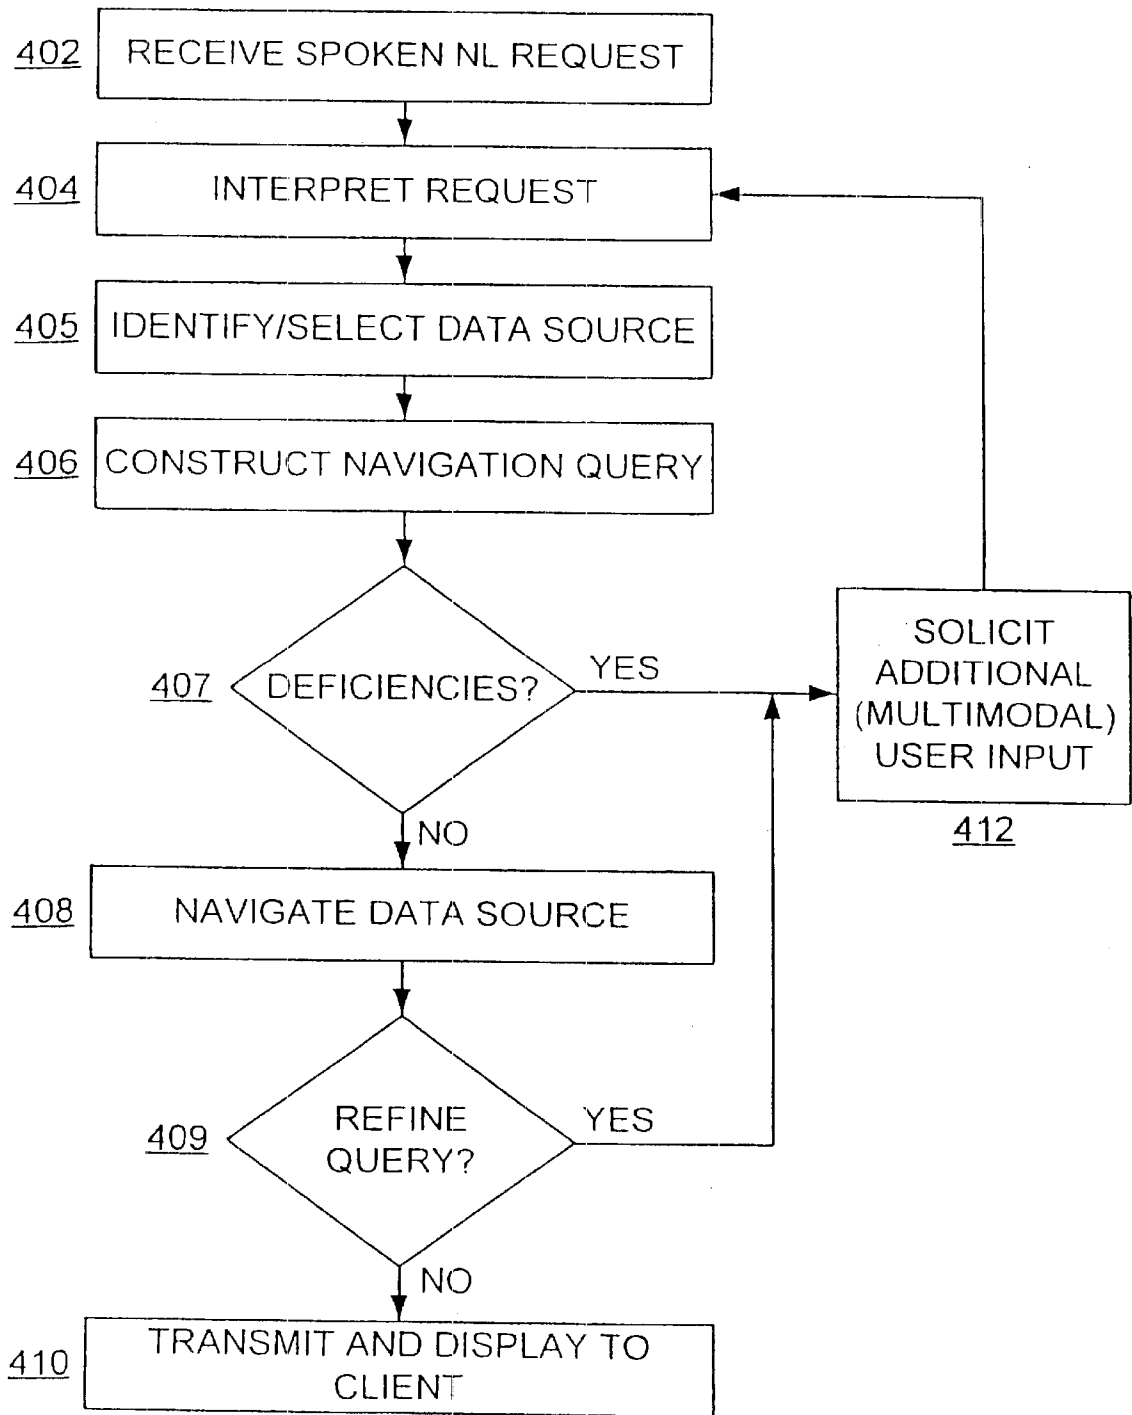 402 RECEIVE SPOKEN NL REQUEST
404 INTERPRET REQUEST
405 IDENTIFY/SELECT DATA SOURCE
406 CONSTRUCT NAVIGATION QUERY
407 DEFICIENCIES? YES
SOLICIT
ADDITIONAL
(MULTIMODAL)
USER INPUT
412
NO
408 NAVIGATE DATA SOURCE
409 REFINE
QUERY?
YES
NO
410 TRANSMIT AND DISPLAY TO
CLIENT